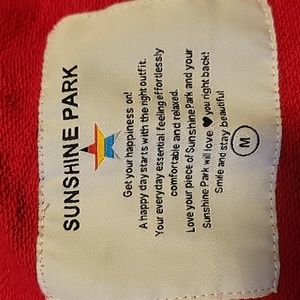 SUNSHINE PARK
Get your happiness on!
A happy day starts with the right outfit.
Your everyday essential feeling effortlessly
comfortable and relaxed.
Love your piece of Sunshine Park and your
Sunshine Park will love ♥ you right back!
Smile and stay beautiful
M